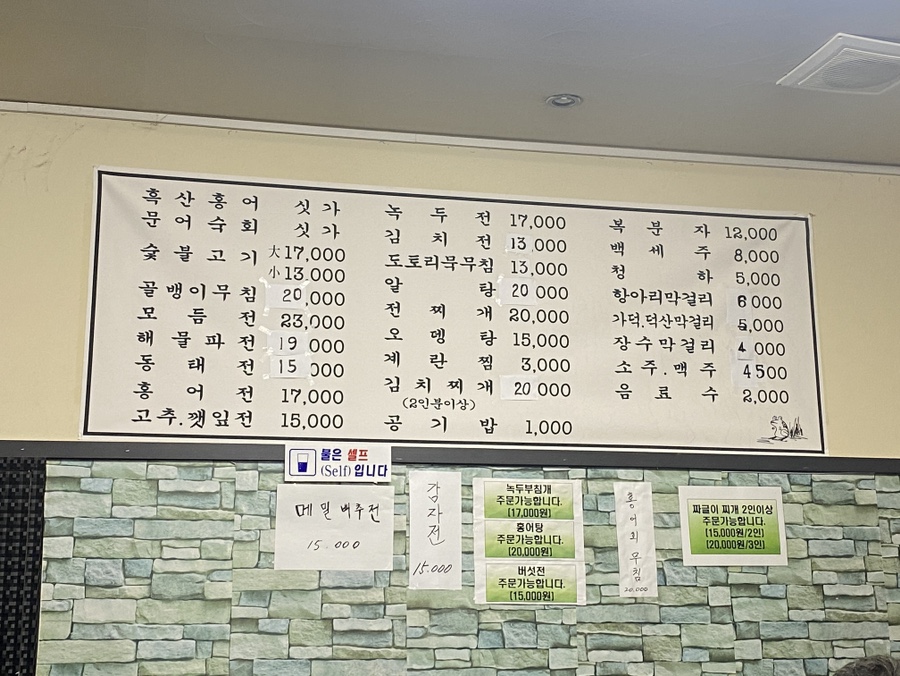 흑산홍어 싯가
문어숙회 싯가
숯불고기 大17,000
小13.000
골뱅이무침 20,000
모듬전 23,000
해물파전 19,000
동태전 15,000
홍어전 17,000
고추.깻잎전 15,000
녹두전 17,000
김치전 13,000
도토리묵무침 13,000
알탕 20,000
전찌개 20,000
오뎅탕 15,000
계란찜 3,000
김치찌개 20,000
(2인분이상)
공기밥 1,000
복분자 12,000
백세주 8,000
청하 5,000
항아리막걸리 6,000
가덕.덕산막걸리 5,000
장수막걸리 4,000
소주.맥주 4500
음료수 2,000
물은 셀프
(Self) 입니다
메밀배추전
15.000
감자전
15.000
녹두부침개
주문가능합니다.
[17,000원]
홍어탕
주문가능합니다.
[20,000원]
버섯전
주문가능합니다.
[15,000원]
홍어회무침
20,000
짜글이 찌개 2인이상
주문가능합니다.
[15,000원/2인]
[20,000원/3인]